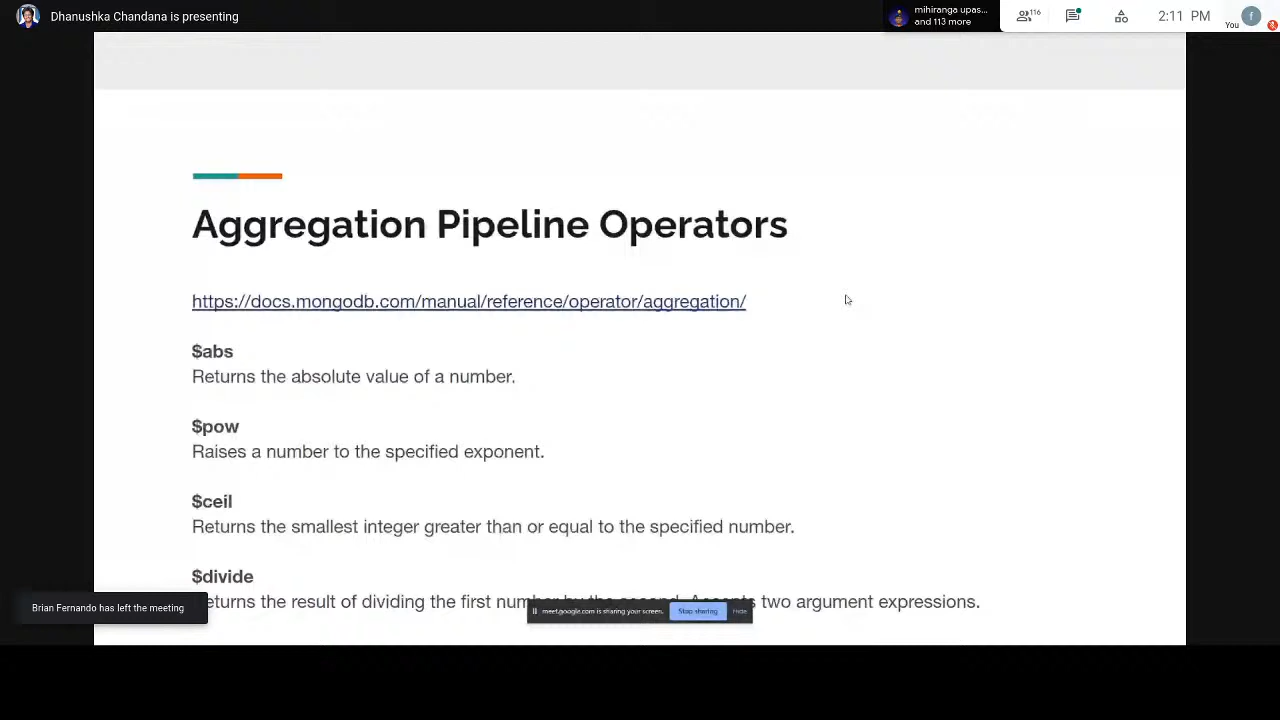 Dhanushka Chandana is presenting
mihiranga upas...
and 113 more
116
2:11 PM
f
You
Aggregation Pipeline Operators
https://docs.mongodb.com/manual/reference/operator/aggregation/
$abs
Returns the absolute value of a number.
$pow
Raises a number to the specified exponent.
$ceil
Returns the smallest integer greater than or equal to the specified number.
$divide
eturns the result of dividing the first number by the second. Accepts two argument expressions.
Brian Fernando has left the meeting
meet.google.com is sharing your screen.
Stop sharing
Hide